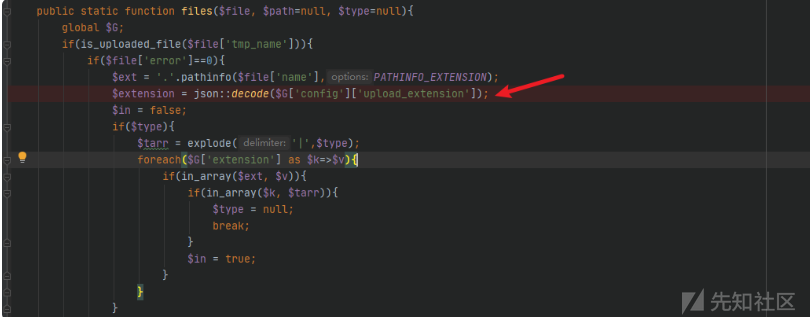 public static function files($file, $path=null, $type=null){
global $G;
if(is_uploaded_file($file['tmp_name'])){
if($file['error']==0){
$ext = '.'.pathinfo($file['name'], options: PATHINFO_EXTENSION);
$extension = json::decode($G['config']['upload_extension']);
$in = false;
if($type){
$tarr = explode( delimiter: '|',$type);
foreach($G['extension'] as $k=>$v){
if(in_array($ext, $v)){
if(in_array($k, $tarr)){
$type = null;
break;
}
$in = true;
}
}
}
先知社区